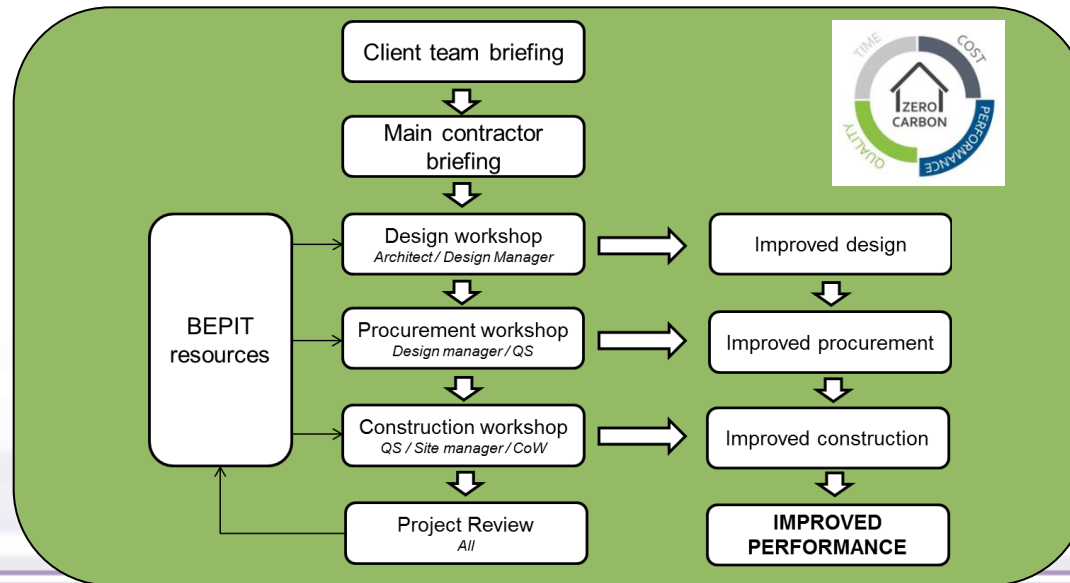 Client team briefing
TIME
COST
ZERO
CARBON
QUALITY
PERFORMANCE
Main contractor
briefing
Design workshop
Architect / Design Manager
Improved design
BEPIT
resources
Procurement workshop
Design manager / QS
Improved procurement
Construction workshop
QS / Site manager / CoW
Improved construction
Project Review
All
IMPROVED
PERFORMANCE